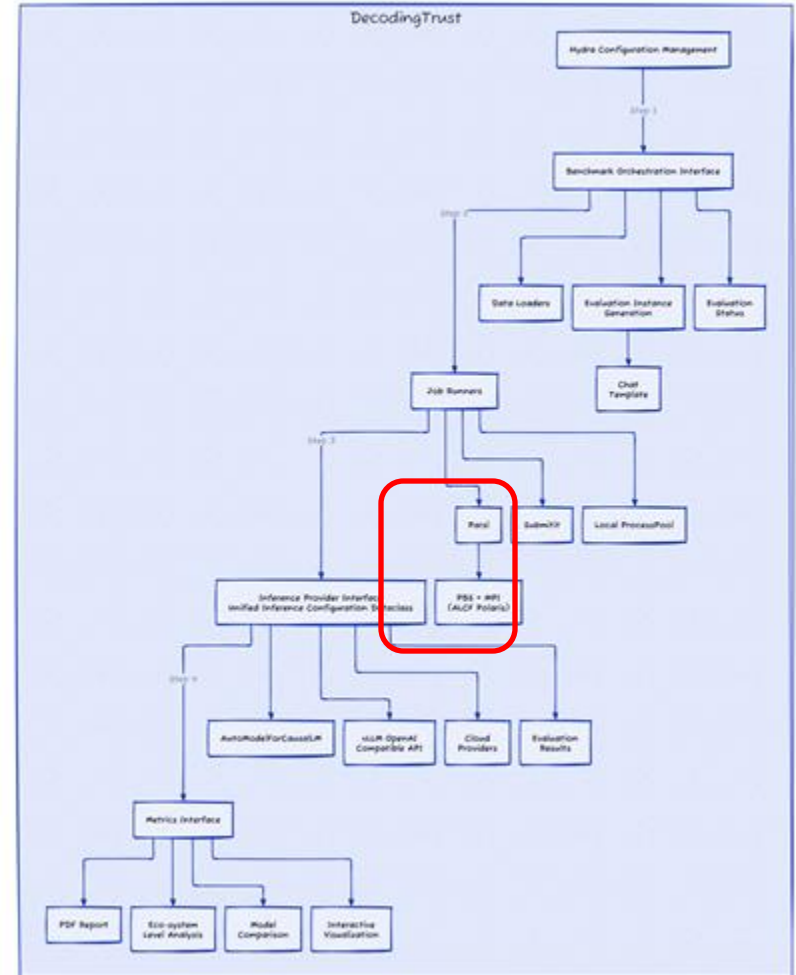 DecodingTrust
Hydra Configuration Management
Step 1
Benchmark Orchestration Interface
Step 2
Data Loaders
Evaluation Instance
Generation
Evaluation
Status
Chat
Template
Job Runners
Step 3
Parsl
Submitit
Local ProcessPool
Inference Provider Interface
Unified Inference Configuration Dataclass
PBS + MPI
(ALCF Polaris)
Step 4
AutoModelForCausalLM
vLLM OpenAI
Compatible API
Cloud
Providers
Evaluation
Results
Metrics Interface
PDF Report
Eco-system
Level Analysis
Model
Comparison
Interactive
Visualization